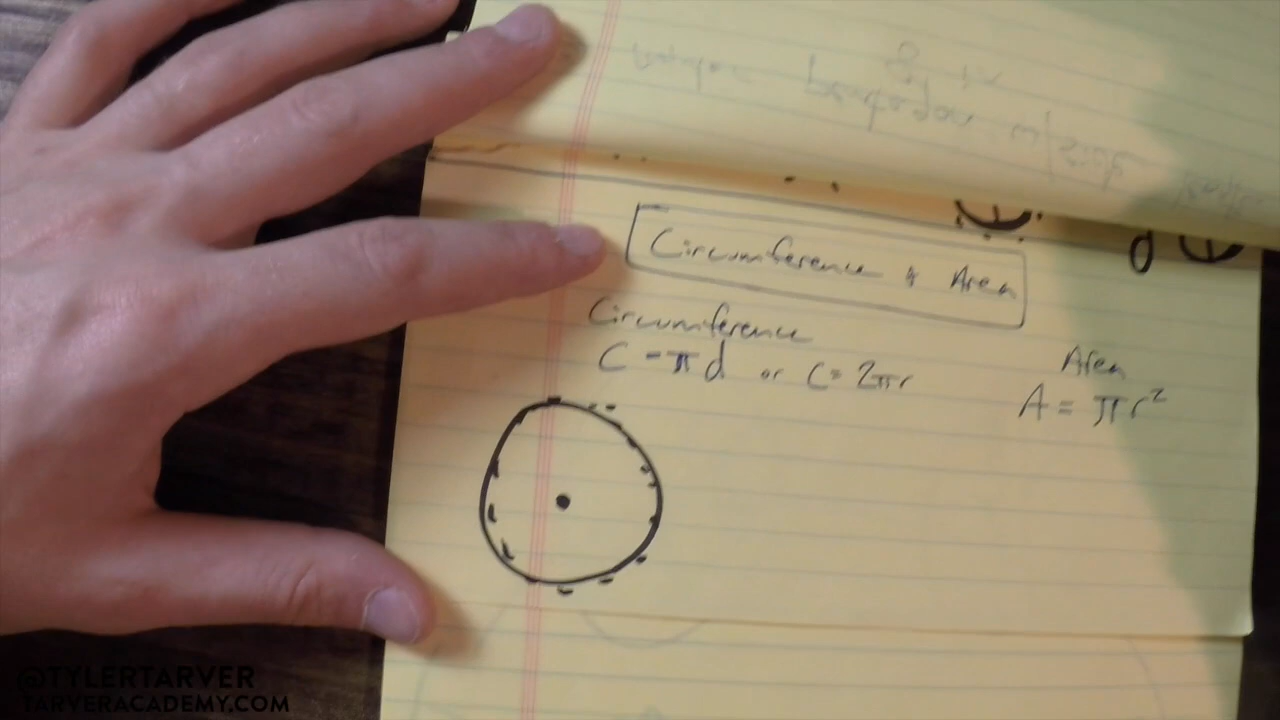 Circumference & Area
Circumference
C = πd or C = 2πr
Area
A = πr²
@TYLERTARVER
TARVERACADEMY.COM